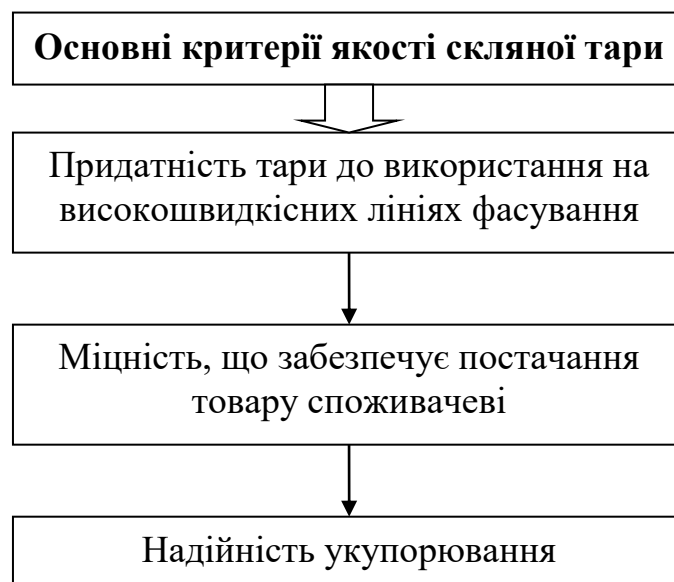 Основні критерії якості скляної тари
Придатність тари до використання на
високошвидкісних лініях фасування
Міцність, що забезпечує постачання
товару споживачеві
Надійність укупорювання